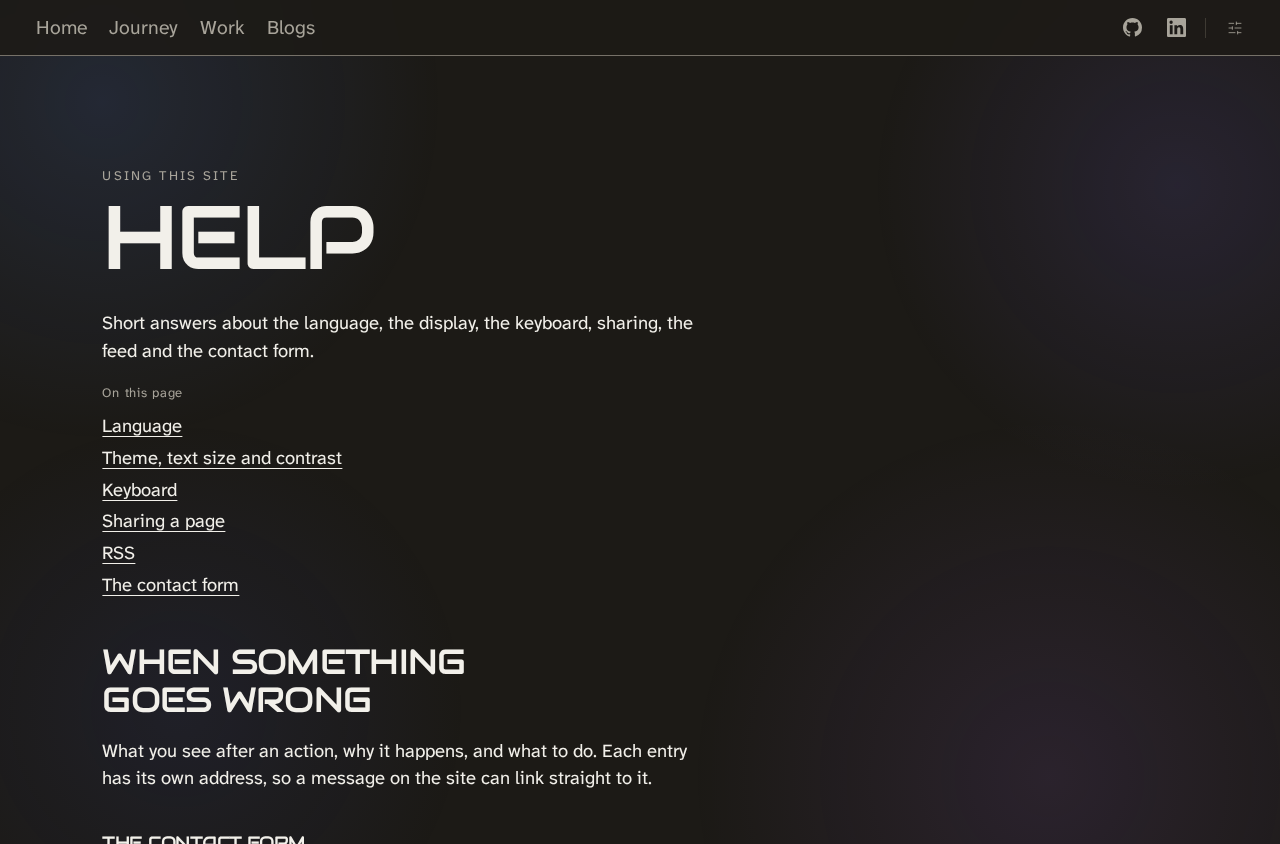 Home Journey Work Blogs
USING THIS SITE
HELP
Short answers about the language, the display, the keyboard, sharing, the
feed and the contact form.
On this page
Language
Theme, text size and contrast
Keyboard
Sharing a page
RSS
The contact form
WHEN SOMETHING
GOES WRONG
What you see after an action, why it happens, and what to do. Each entry
has its own address, so a message on the site can link straight to it.
THE CONTACT FORM